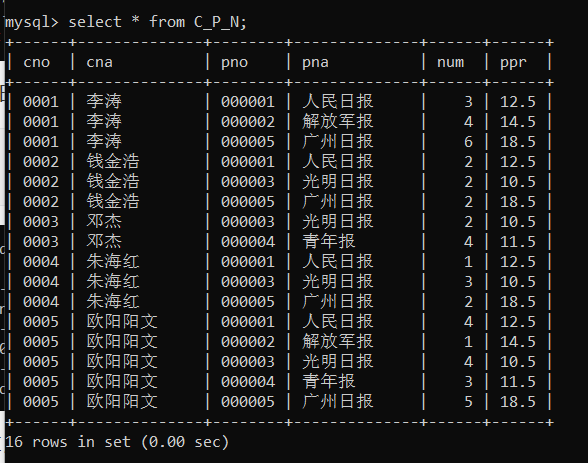 mysql> select * from C_P_N;
+------+----------+--------+------------+-----+------+
| cno | cna | pno | pna | num | ppr |
+------+----------+--------+------------+-----+------+
| 0001 | 李涛 | 000001 | 人民日报 | 3 | 12.5 |
| 0001 | 李涛 | 000002 | 解放军报 | 4 | 14.5 |
| 0001 | 李涛 | 000005 | 广州日报 | 6 | 18.5 |
| 0002 | 钱金浩 | 000001 | 人民日报 | 2 | 12.5 |
| 0002 | 钱金浩 | 000003 | 光明日报 | 2 | 10.5 |
| 0002 | 钱金浩 | 000005 | 广州日报 | 2 | 18.5 |
| 0003 | 邓杰 | 000003 | 光明日报 | 2 | 10.5 |
| 0003 | 邓杰 | 000004 | 青年报 | 4 | 11.5 |
| 0004 | 朱海红 | 000001 | 人民日报 | 1 | 12.5 |
| 0004 | 朱海红 | 000003 | 光明日报 | 3 | 10.5 |
| 0004 | 朱海红 | 000005 | 广州日报 | 2 | 18.5 |
| 0005 | 欧阳阳文 | 000001 | 人民日报 | 4 | 12.5 |
| 0005 | 欧阳阳文 | 000002 | 解放军报 | 1 | 14.5 |
| 0005 | 欧阳阳文 | 000003 | 光明日报 | 4 | 10.5 |
| 0005 | 欧阳阳文 | 000004 | 青年报 | 3 | 11.5 |
| 0005 | 欧阳阳文 | 000005 | 广州日报 | 5 | 18.5 |
+------+----------+--------+------------+-----+------+
16 rows in set (0.00 sec)